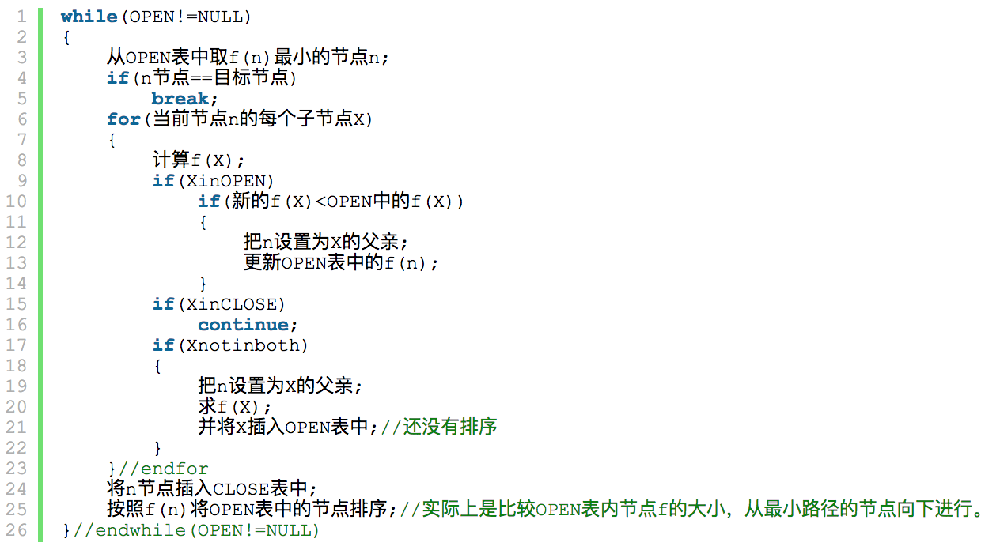 1 while(OPEN!=NULL)
2 {
3 从OPEN表中取f(n)最小的节点n;
4 if(n节点==目标节点)
5 break;
6 for(当前节点n的每个子节点X)
7 {
8 计算f(X);
9 if(XinOPEN)
10 if(新的f(X)<OPEN中的f(X))
11 {
12 把n设置为X的父亲;
13 更新OPEN表中的f(n);
14 }
15 if(XinCLOSE)
16 continue;
17 if(Xnotinboth)
18 {
19 把n设置为X的父亲;
20 求f(X);
21 并将X插入OPEN表中;//还没有排序
22 }
23 }//endfor
24 将n节点插入CLOSE表中;
25 按照f(n)将OPEN表中的节点排序;//实际上是比较OPEN表内节点f的大小，从最小路径的节点向下进行。
26 }//endwhile(OPEN!=NULL)